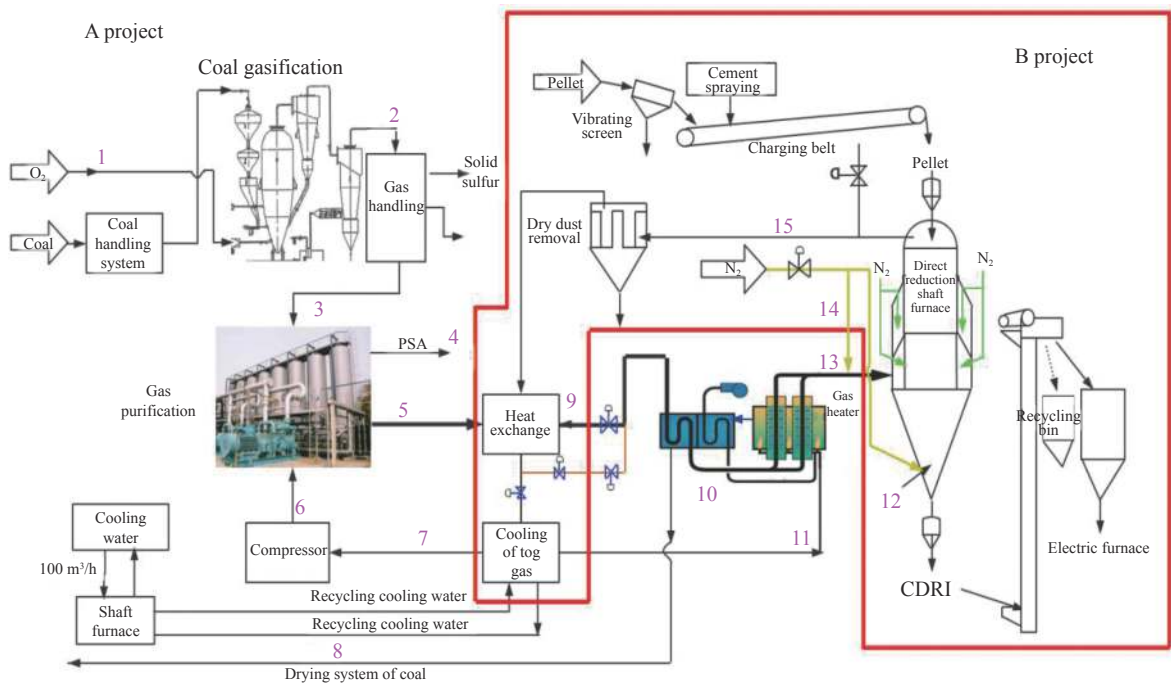 A project
B project
Coal gasification
Pellet
Cement
spraying
Vibrating
screen
Charging belt
2
1
O₂
Solid
sulfur
Gas
handling
Pellet
Coal
Coal
handling
system
Dry dust
removal
15
N₂
N₂
Direct
reduction
shaft
furnace
N₂
3
4
14
PSA
13
Gas
purification
5
Heat
exchange
9
Gas
heater
Recycling
bin
10
12
6
Cooling
water
Compressor
7
Cooling
of tog
gas
11
Electric furnace
100 m³/h
CDRI
Shaft
furnace
Recycling cooling water
Recycling cooling water
8
Drying system of coal